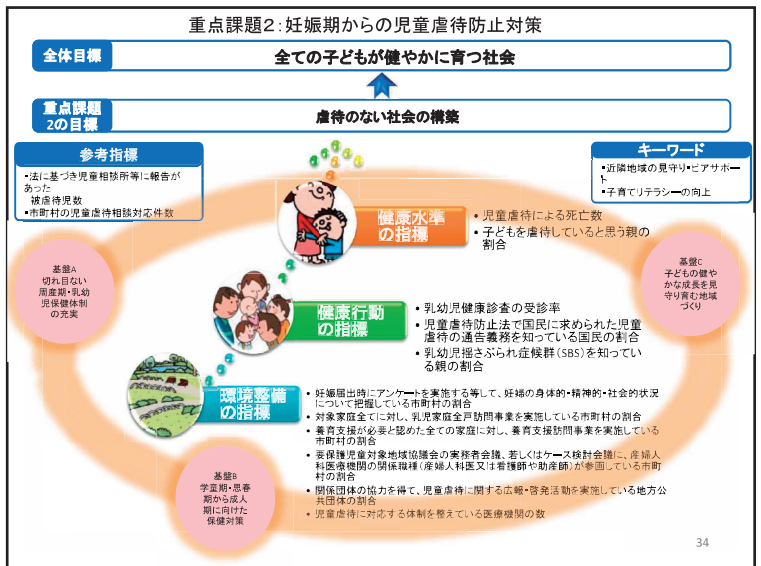 重点課題2:妊娠期からの児童虐待防止対策
全体目標
全ての子どもが健やかに育つ社会
重点課題
2の目標
虐待のない社会の構築
参考指標
▪法に基づき児童相談所等に報告が
あった
被虐待児数
▪市町村の児童虐待相談対応件数
キーワード
▪近隣地域の見守り・ピアサポー
ト
▪子育てリテラシーの向上
健康水準
の指標
• 児童虐待による死亡数
• 子どもを虐待していると思う親の
割合
基盤A
切れ目ない
周産期・乳幼
児保健体制
の充実
基盤C
子どもの健や
かな成長を見
守り育む地域
づくり
健康行動
の指標
• 乳幼児健康診査の受診率
• 児童虐待防止法で国民に求められた児童
虐待の通告義務を知っている国民の割合
• 乳幼児揺さぶられ症候群(SBS)を知ってい
る親の割合
環境整備
の指標
• 妊娠届出時にアンケートを実施する等して、妊婦の身体的・精神的・社会的状況
について把握している市町村の割合
• 対象家庭全てに対し、乳児家庭全戸訪問事業を実施している市町村の割合
• 養育支援が必要と認めた全ての家庭に対し、養育支援訪問事業を実施している
市町村の割合
• 要保護児童対策地域協議会の実務者会議、若しくはケース検討会議に、産婦人
科医療機関の関係職種(産婦人科医又は看護師や助産師)が参画している市町
村の割合
• 関係団体の協力を得て、児童虐待に関する広報・啓発活動を実施している地方公
共団体の割合
• 児童虐待に対応する体制を整えている医療機関の数
基盤B
学童期・思春
期から成人
期に向けた
保健対策
34